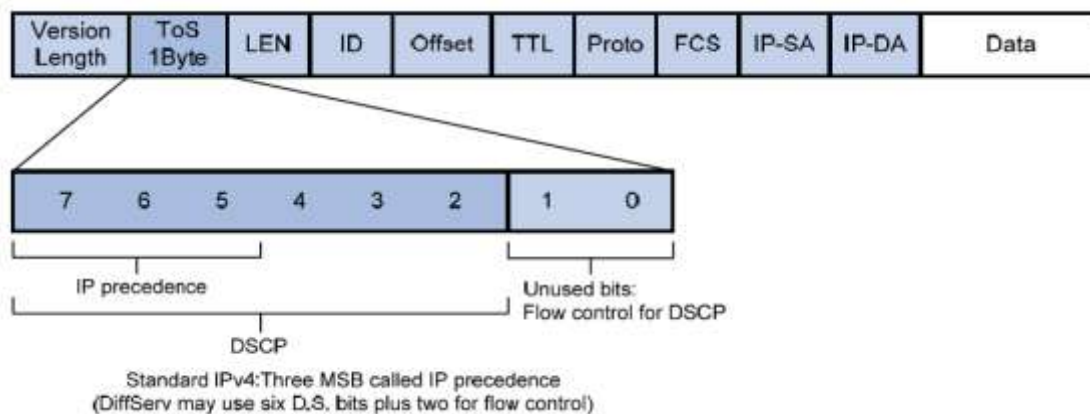 Version Length ToS 1Byte LEN ID Offset TTL Proto FCS IP-SA IP-DA Data
7 6 5 4 3 2 1 0
IP precedence
Unused bits:
Flow control for DSCP
DSCP
Standard IPv4:Three MSB called IP precedence
(DiffServ may use six D.S. bits plus two for flow control)